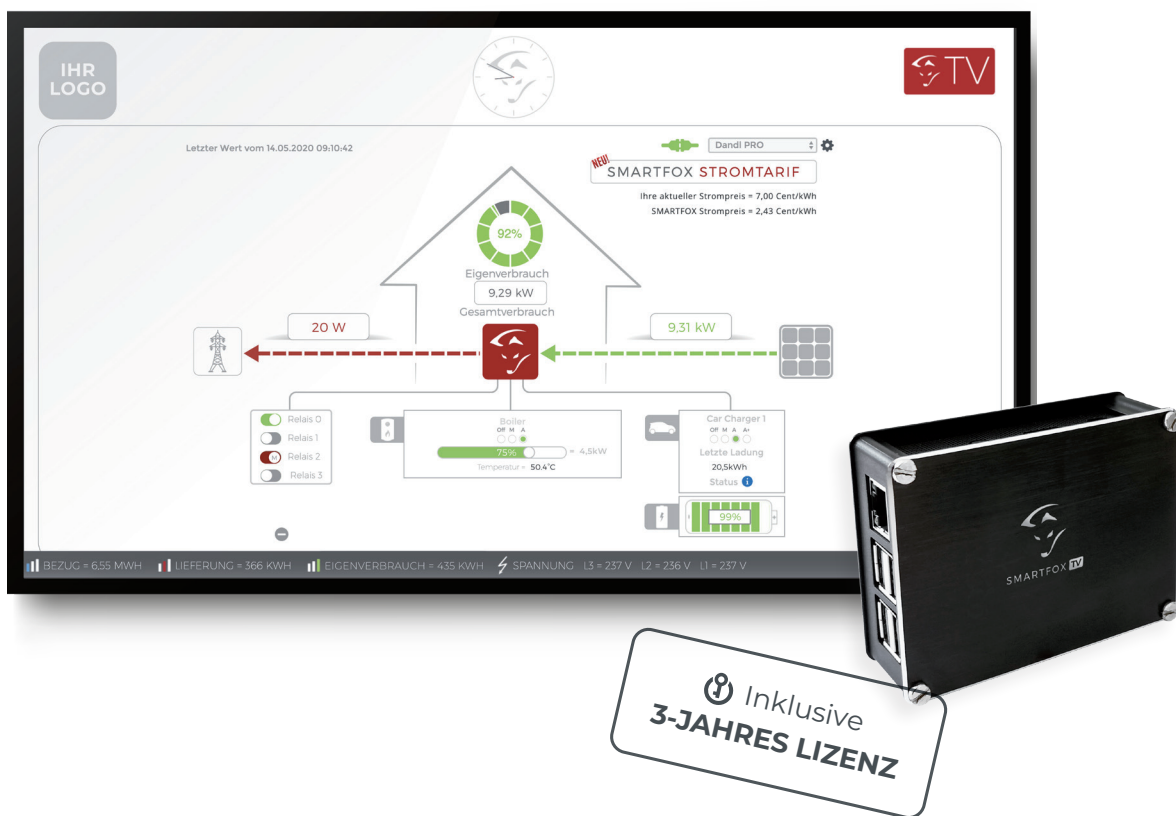 IHR
LOGO
TV
Letzter Wert vom 14.05.2020 09:10:42
Dandl PRO
NEU!
SMARTFOX STROMTARIF
Ihre aktueller Strompreis = 7,00 Cent/kWh
SMARTFOX Strompreis = 2,43 Cent/kWh
92%
Eigenverbrauch
9,29 kW
Gesamtverbrauch
20 W
9,31 kW
Relais 0
Relais 1
M
Relais 2
Relais 3
Boiler
Off M A
75%
= 4,5kW
Temperatur = 50.4°C
Car Charger 1
Off M A A+
Letzte Ladung
20,5kWh
Status i
99%
BEZUG = 6,55 MWH LIEFERUNG = 366 KWH EIGENVERBRAUCH = 435 KWH SPANNUNG L3 = 237 V L2 = 236 V L1 = 237 V
SMARTFOX TV
Inklusive
3-JAHRES LIZENZ